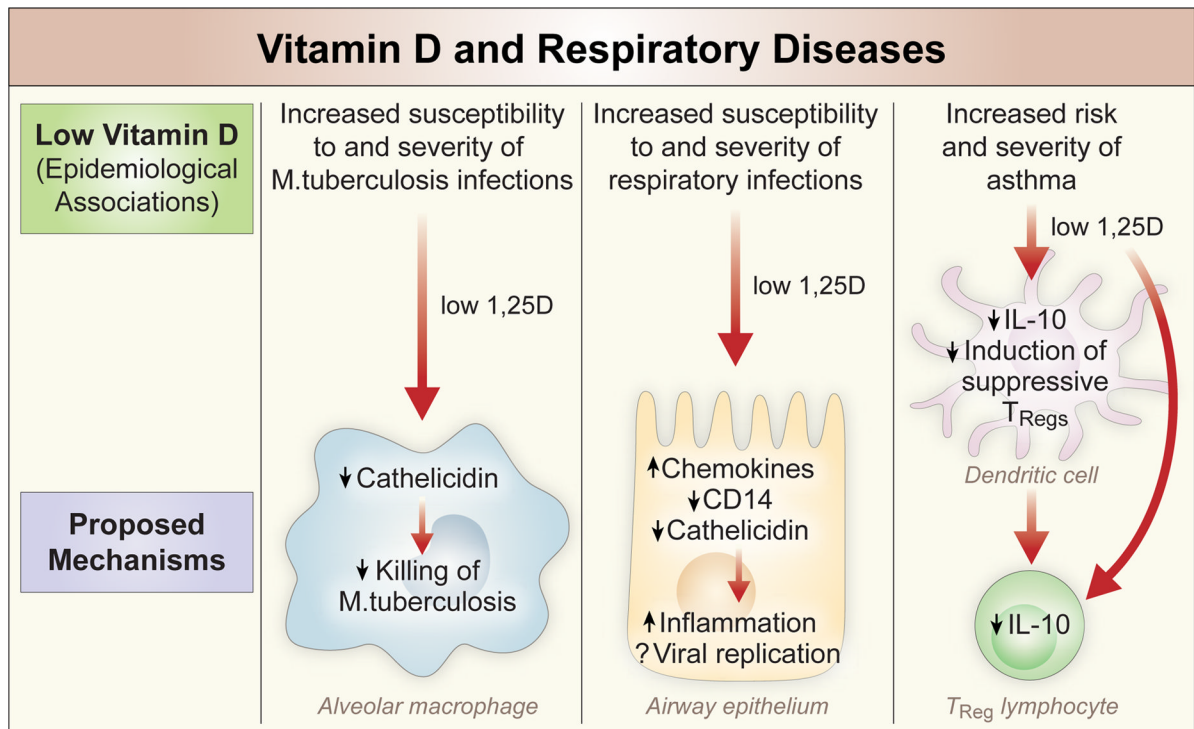 Vitamin D and Respiratory Diseases
Low Vitamin D
(Epidemiological
Associations)
Increased susceptibility
to and severity of
M.tuberculosis infections
low 1,25D
Increased susceptibility
to and severity of
respiratory infections
low 1,25D
Increased risk
and severity of
asthma
low 1,25D
Proposed
Mechanisms
↓ Cathelicidin
↓ Killing of
M.tuberculosis
Alveolar macrophage
↑ Chemokines
↓ CD14
↓ Cathelicidin
↑ Inflammation
? Viral replication
Airway epithelium
↓ IL-10
↓ Induction of
suppressive
TRegs
Dendritic cell
↓ IL-10
TReg lymphocyte